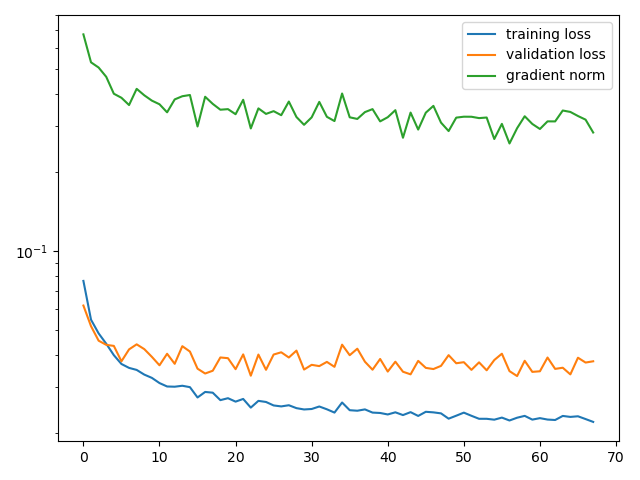 training loss
validation loss
gradient norm
10⁻¹
0 10 20 30 40 50 60 70